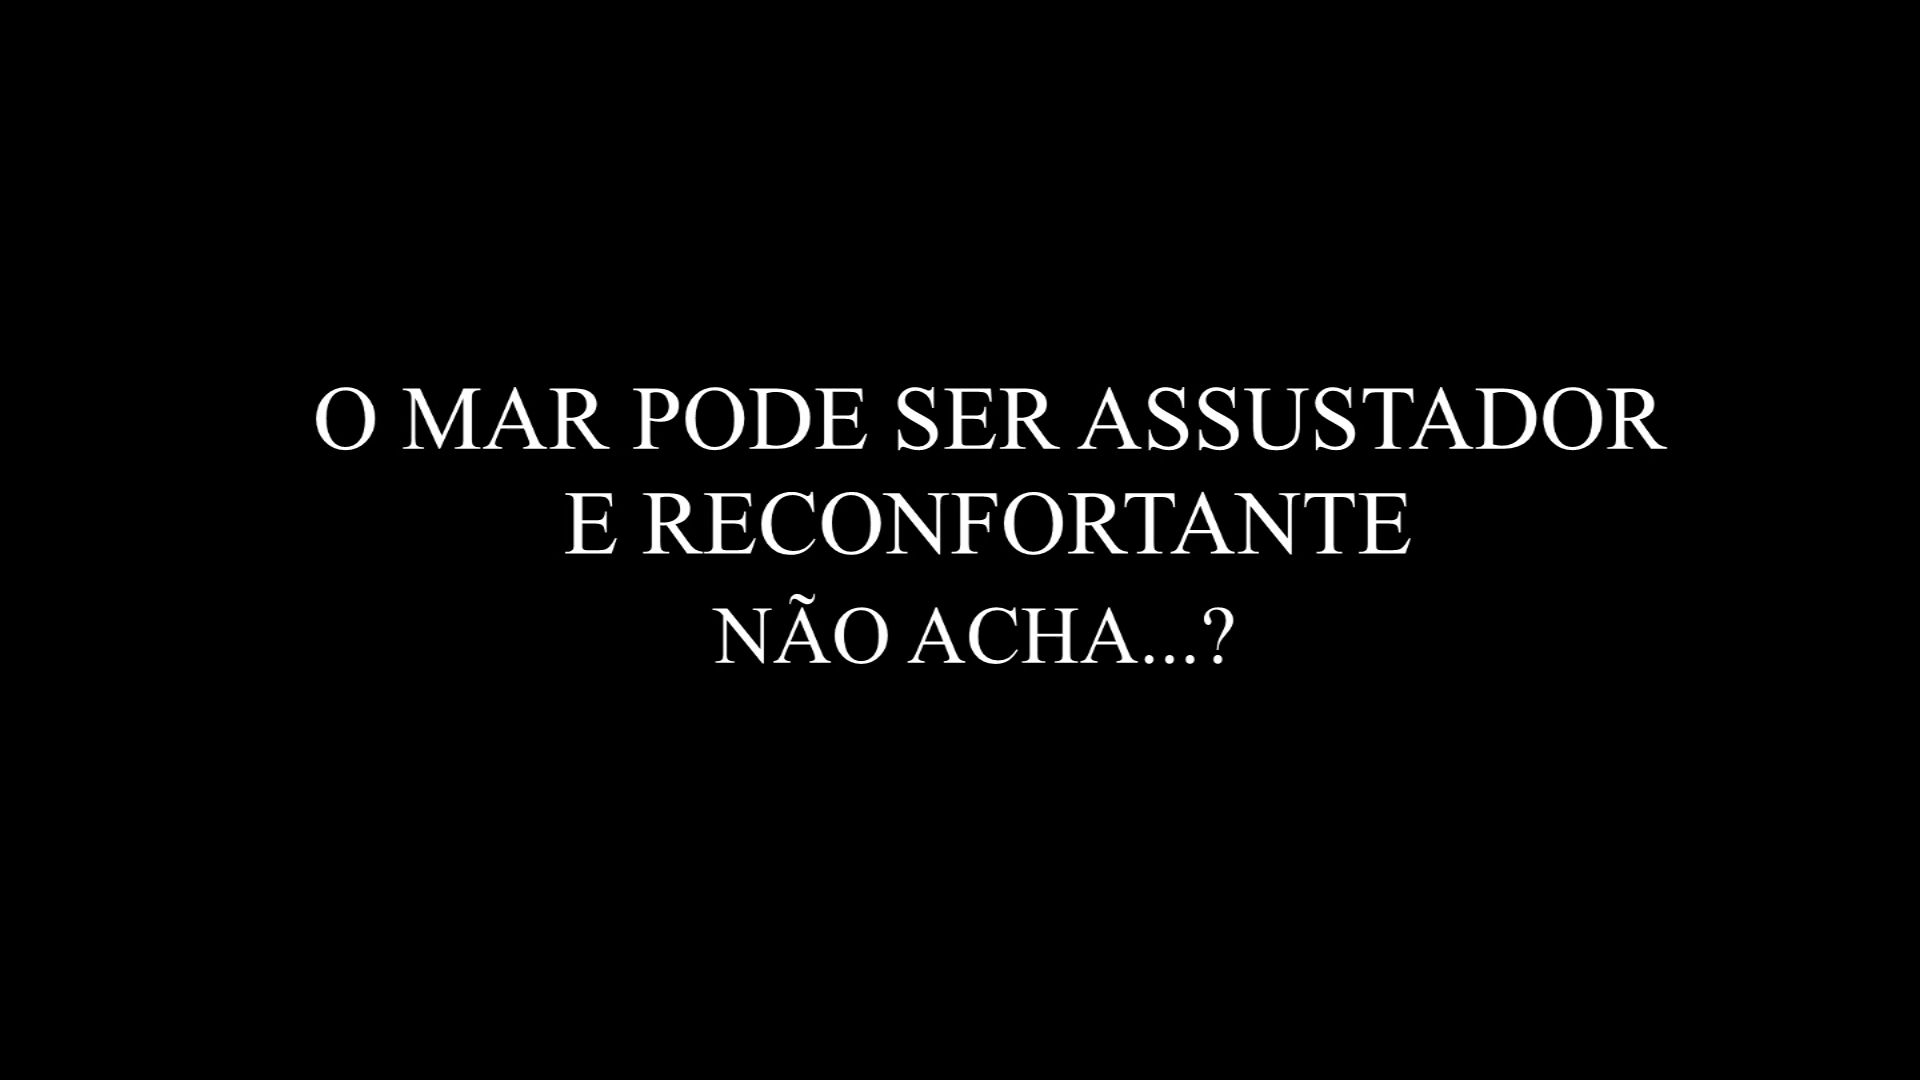 O MAR PODE SER ASSUSTADOR
E RECONFORTANTE
NÃO ACHA...?